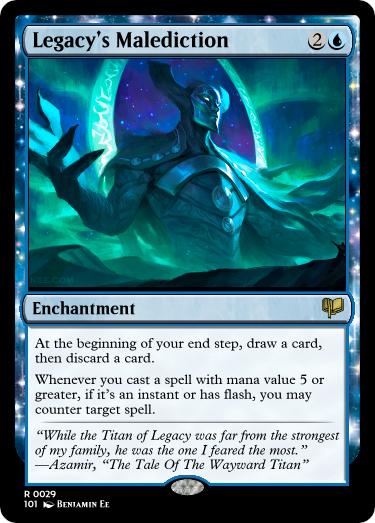 Legacy's Malediction 2
Enchantment
At the beginning of your end step, draw a card,
then discard a card.
Whenever you cast a spell with mana value 5 or
greater, if it's an instant or has flash, you may
counter target spell.
“While the Titan of Legacy was far from the strongest
of my family, he was the one I feared the most.”
—Azamir, “The Tale Of The Wayward Titan”
R 0029
101 Benjamin Ee